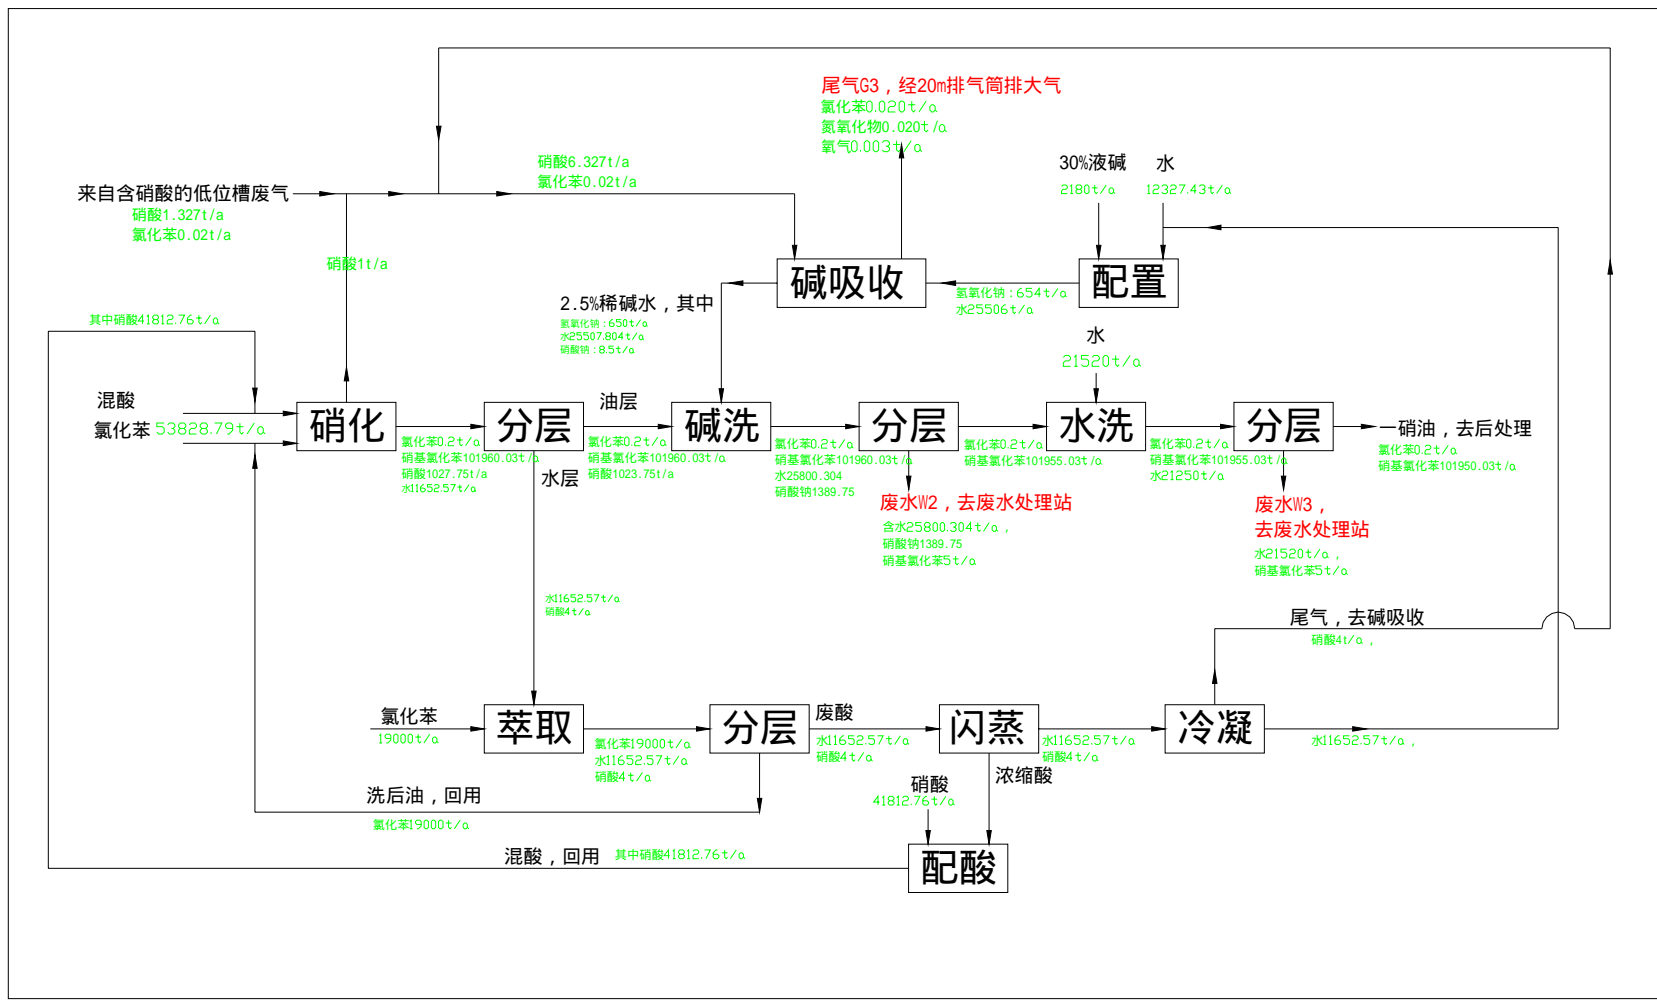 尾气G3，经20m排气筒排大气
氯化苯0.020t/a
氮氧化物0.020t/a
氧气0.003t/a
硝酸6.327t/a
氯化苯0.02t/a
30%液碱
水
2180t/a
12327.43t/a
来自含硝酸的低位槽废气
硝酸1.327t/a
氯化苯0.02t/a
硝酸1t/a
碱吸收
配置
氢氧化钠：654t/a
水25506t/a
2.5%稀碱水，其中
氢氧化钠：650t/a
水25507.804t/a
硝酸钠：8.5t/a
其中硝酸41812.76t/a
水
21520t/a
混酸
氯化苯 53828.79t/a
硝化
分层
油层
碱洗
分层
水洗
分层
一硝油，去后处理
氯化苯0.2t/a
硝基氯化苯101960.03t/a
硝酸1027.75t/a
水11652.57t/a
水层
氯化苯0.2t/a
硝基氯化苯101960.03t/a
硝酸1023.75t/a
氯化苯0.2t/a
硝基氯化苯101960.03t/a
水25800.304
硝酸钠1389.75
氯化苯0.2t/a
硝基氯化苯101955.03t/a
氯化苯0.2t/a
硝基氯化苯101955.03t/a
水21250t/a
氯化苯0.2t/a
硝基氯化苯101950.03t/a
废水W2，去废水处理站
含水25800.304t/a，
硝酸钠1389.75
硝基氯化苯5t/a
废水W3，
去废水处理站
水21520t/a，
硝基氯化苯5t/a
水11652.57t/a
硝酸4t/a
尾气，去碱吸收
硝酸4t/a，
氯化苯
19000t/a
萃取
分层
废酸
闪蒸
冷凝
氯化苯19000t/a
水11652.57t/a
硝酸4t/a
水11652.57t/a
硝酸4t/a
水11652.57t/a
硝酸4t/a
水11652.57t/a，
浓缩酸
硝酸
41812.76t/a
洗后油，回用
氯化苯19000t/a
混酸，回用
其中硝酸41812.76t/a
配酸